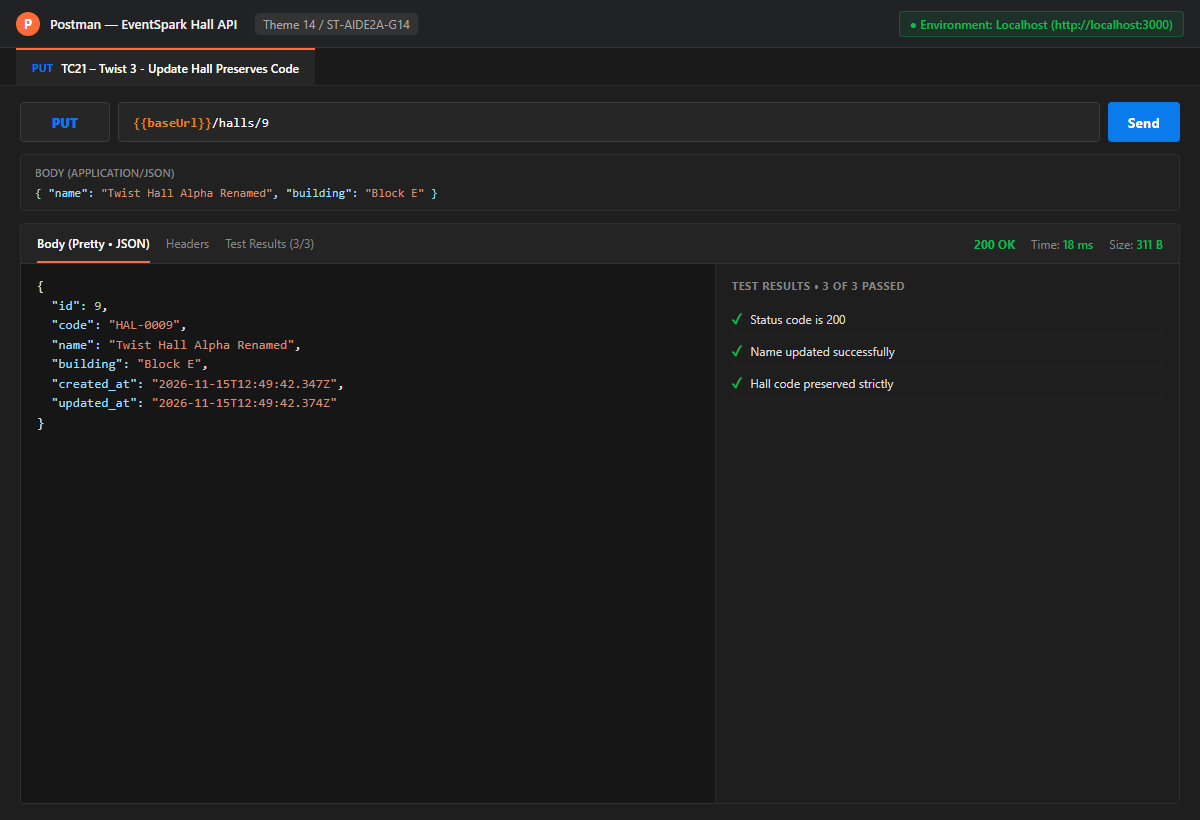 P Postman — EventSpark Hall API Theme 14 / ST-AIDE2A-G14 ● Environment: Localhost (http://localhost:3000)
PUT TC21 – Twist 3 - Update Hall Preserves Code
PUT {{baseUrl}}/halls/9 Send
BODY (APPLICATION/JSON)
{ "name": "Twist Hall Alpha Renamed", "building": "Block E" }
Body (Pretty • JSON) Headers Test Results (3/3) 200 OK Time: 18 ms Size: 311 B
{
  "id": 9,
  "code": "HAL-0009",
  "name": "Twist Hall Alpha Renamed",
  "building": "Block E",
  "created_at": "2026-11-15T12:49:42.347Z",
  "updated_at": "2026-11-15T12:49:42.374Z"
}
TEST RESULTS • 3 OF 3 PASSED
✓ Status code is 200
✓ Name updated successfully
✓ Hall code preserved strictly